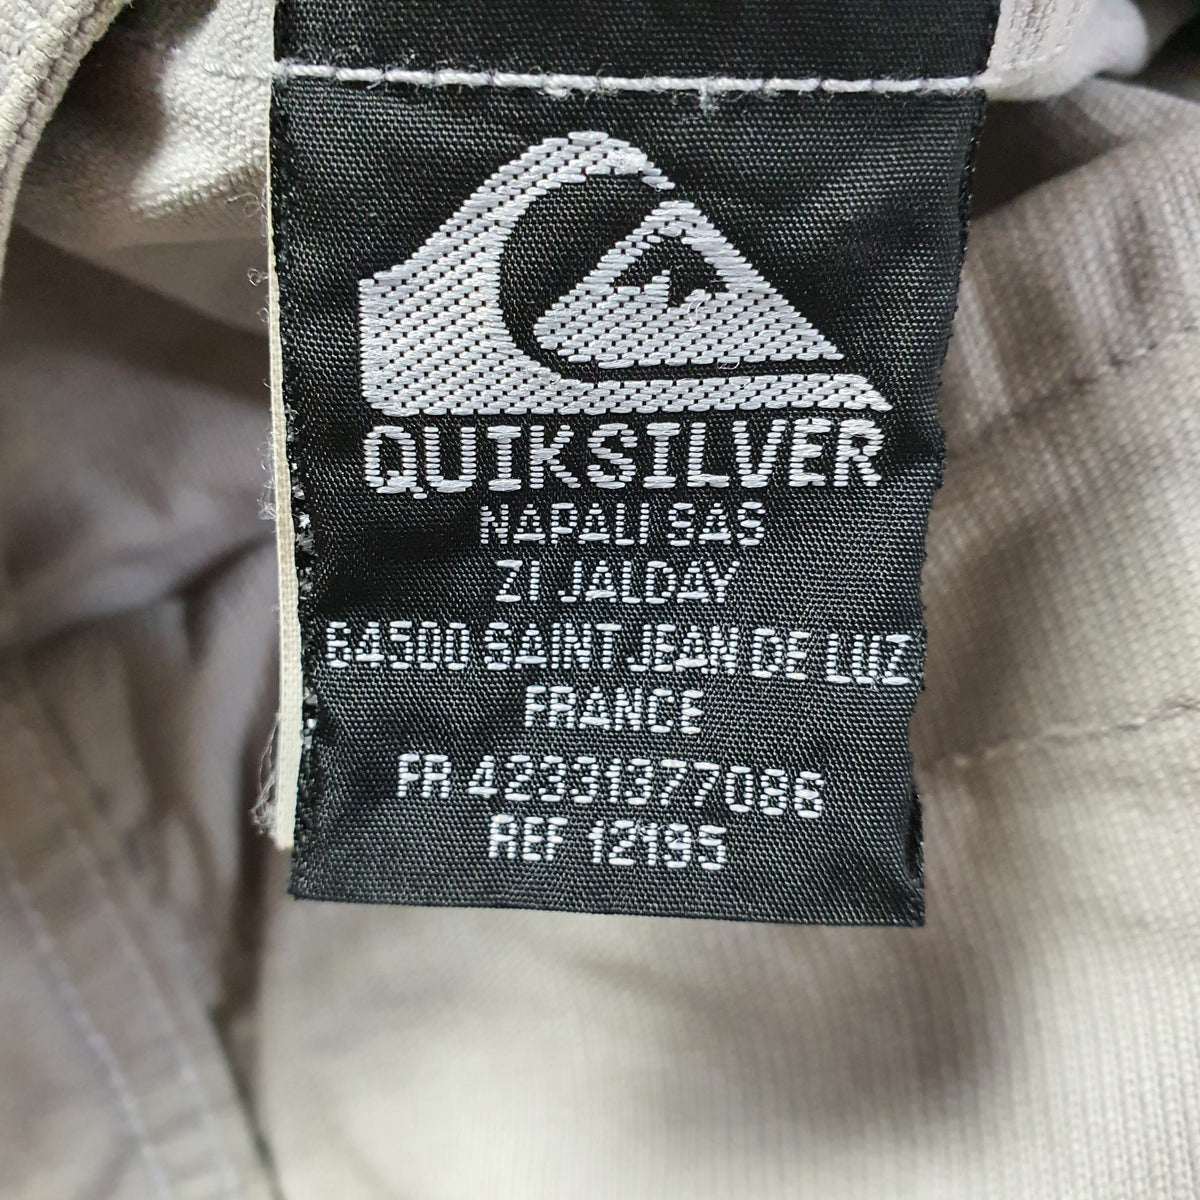 QUIKSILVER
NAPALI SAS
ZI JALDAY
64500 SAINT JEAN DE LUZ
FRANCE
FR 42331377086
REF 12195